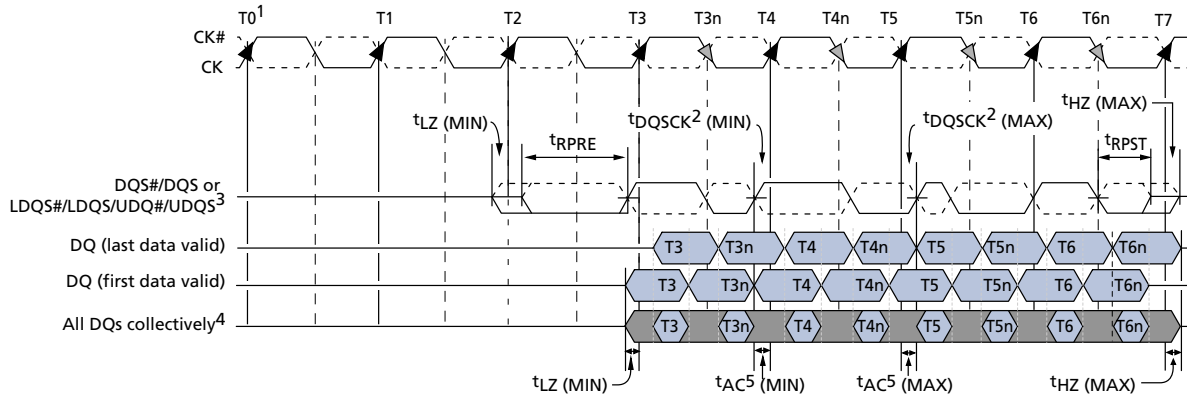 T0¹ T1 T2 T3 T3n T4 T4n T5 T5n T6 T6n T7
CK#
CK
tHZ (MAX)
tLZ (MIN)
tDQSCK² (MIN)
tDQSCK² (MAX)
tRPRE
tRPST
DQS#/DQS or
LDQS#/LDQS/UDQ#/UDQS³
DQ (last data valid) T3 T3n T4 T4n T5 T5n T6 T6n
DQ (first data valid) T3 T3n T4 T4n T5 T5n T6 T6n
All DQs collectively⁴ T3 T3n T4 T4n T5 T5n T6 T6n
tLZ (MIN) tAC⁵ (MIN) tAC⁵ (MAX) tHZ (MAX)